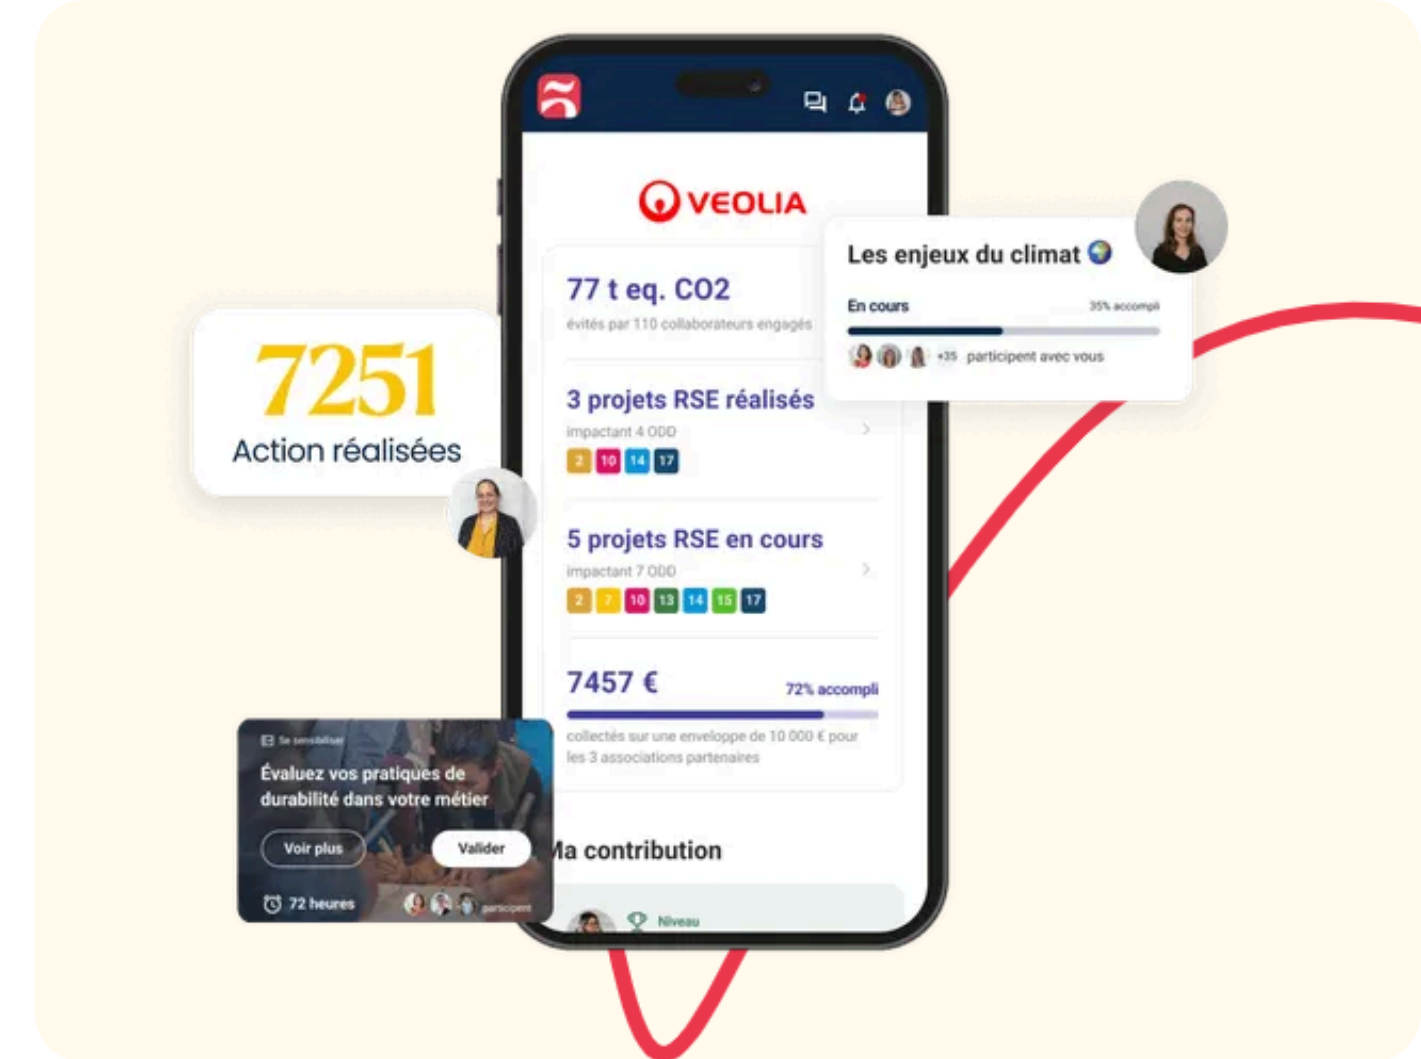 VEOLIA
77 t eq. CO2
évités par 110 collaborateurs engagés
3 projets RSE réalisés
impactant 4 ODD
2 10 14 17
5 projets RSE en cours
impactant 7 ODD
2 7 10 13 14 15 17
7457 €
72% accompli
collectés sur une enveloppe de 10 000 € pour
les 3 associations partenaires
Ma contribution
Niveau
Les enjeux du climat
En cours
35% accompli
+35 participent avec vous
7251
Action réalisées
Se sensibiliser
Évaluez vos pratiques de
durabilité dans votre métier
Voir plus
Valider
72 heures
participent